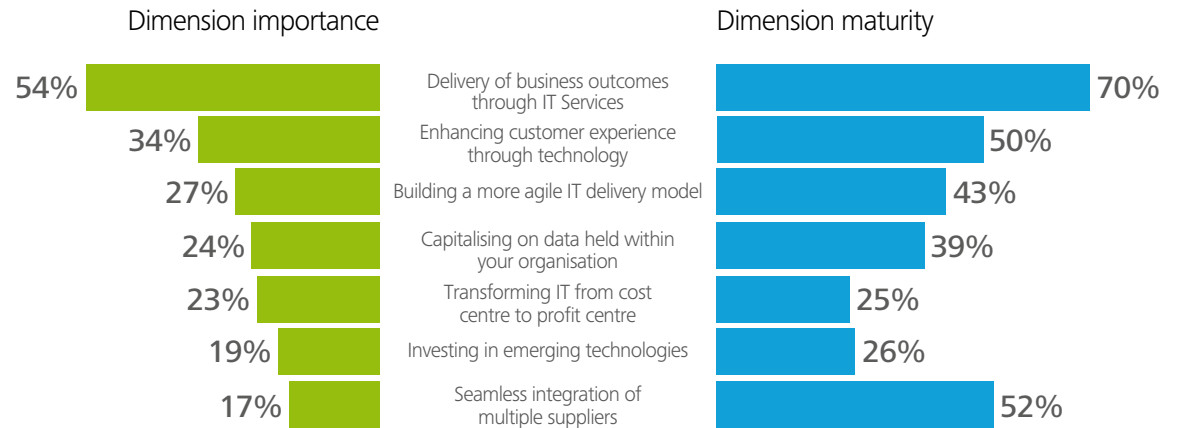 Dimension importance
Dimension maturity
54%
Delivery of business outcomes
through IT Services
70%
34%
Enhancing customer experience
through technology
50%
27%
Building a more agile IT delivery model
43%
24%
Capitalising on data held within
your organisation
39%
23%
Transforming IT from cost
centre to profit centre
25%
19%
Investing in emerging technologies
26%
17%
Seamless integration of
multiple suppliers
52%